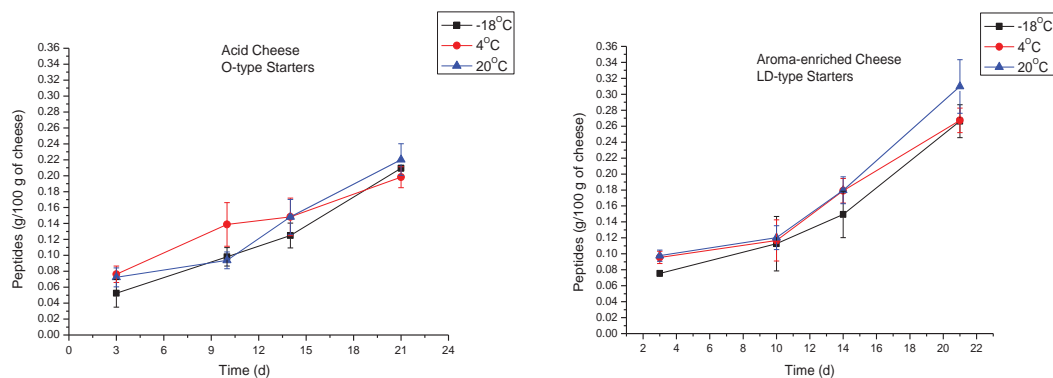 -18°C
4°C
20°C
Acid Cheese
O-type Starters
Peptides (g/100 g of cheese)
0.36
0.34
0.32
0.30
0.28
0.26
0.24
0.22
0.20
0.18
0.16
0.14
0.12
0.10
0.08
0.06
0.04
0.02
0.00
0 3 6 9 12 15 18 21 24
Time (d)
-18°C
4°C
20°C
Aroma-enriched Cheese
LD-type Starters
Peptides (g/100 g of cheese)
0.36
0.34
0.32
0.30
0.28
0.26
0.24
0.22
0.20
0.18
0.16
0.14
0.12
0.10
0.08
0.06
0.04
0.02
0.00
2 4 6 8 10 12 14 16 18 20 22
Time (d)